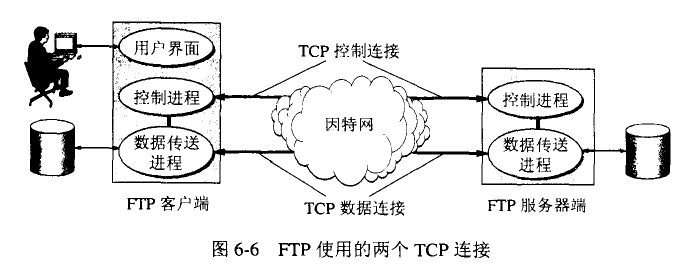 用户界面
TCP 控制连接
控制进程
因特网
控制进程
数据传送
进程
数据传送
进程
FTP 客户端
TCP 数据连接
FTP 服务器端
图 6-6 FTP 使用的两个 TCP 连接